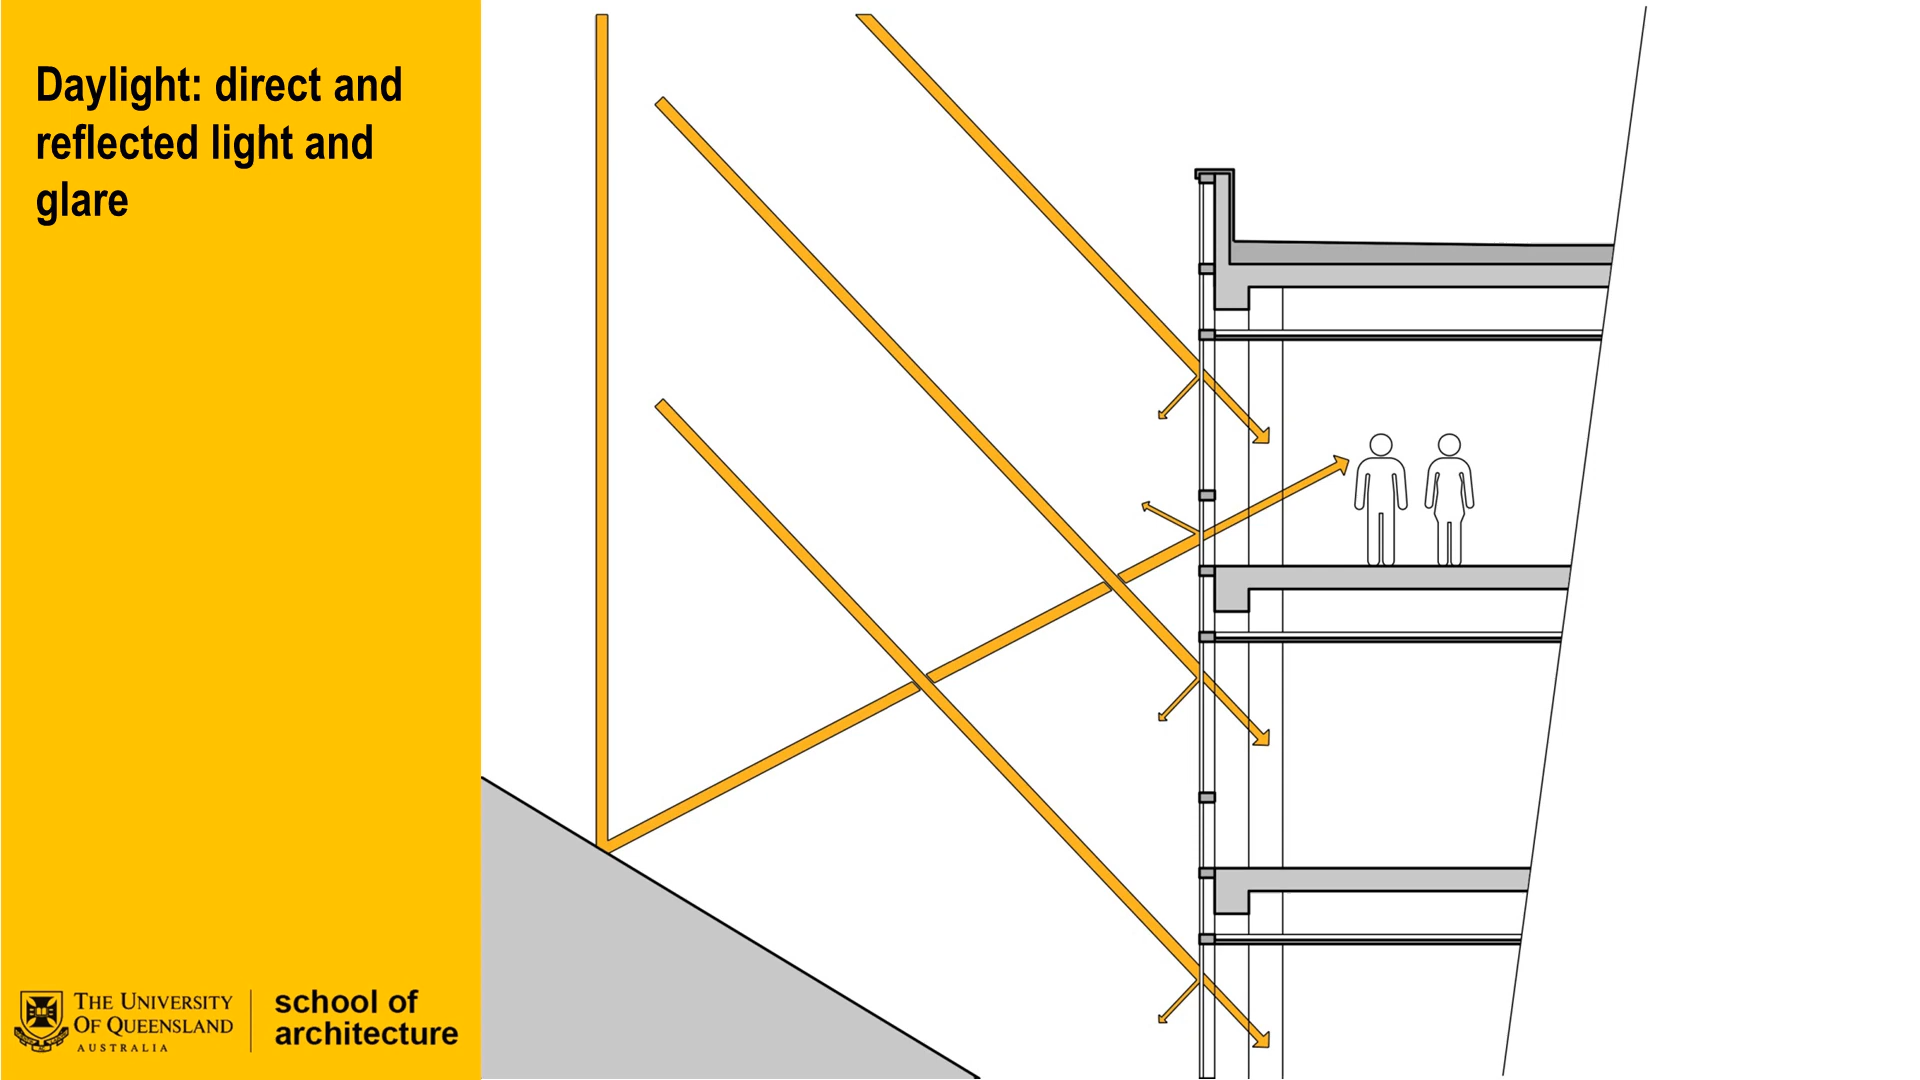 Daylight: direct and
reflected light and
glare
THE UNIVERSITY
OF QUEENSLAND
AUSTRALIA
school of
architecture